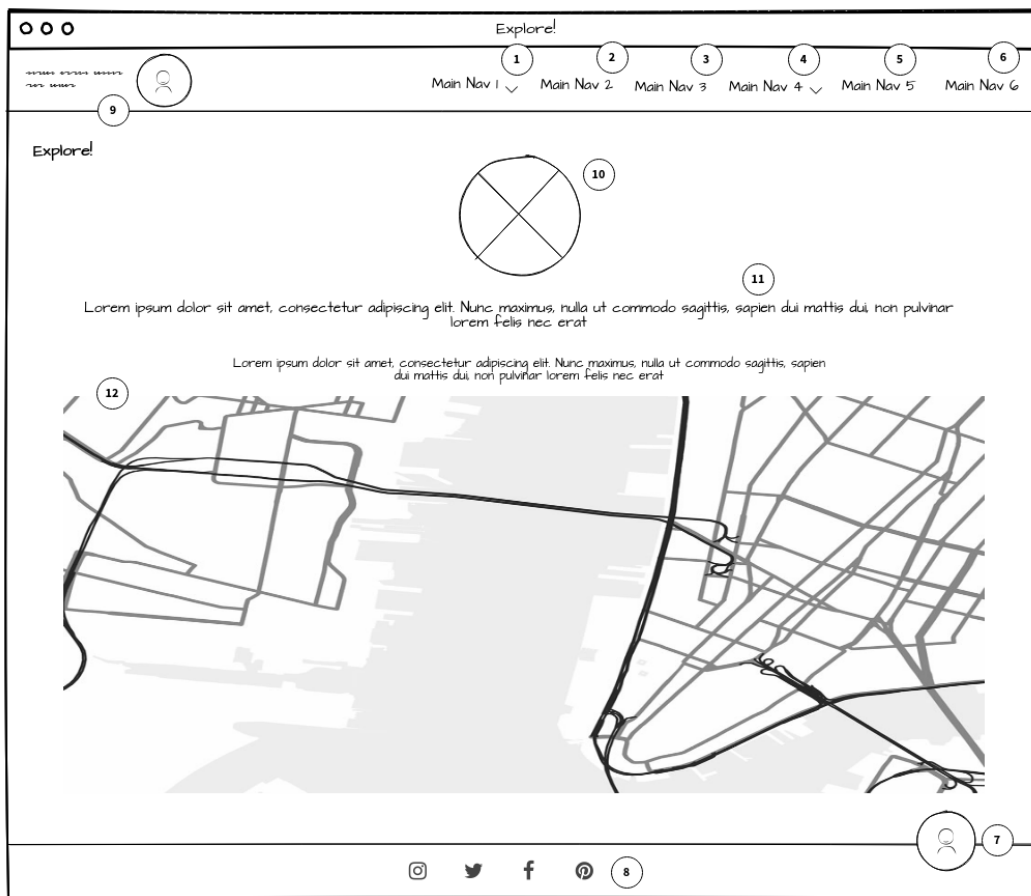 Explore!
1 2 3 4 5 6
Main Nav 1 Main Nav 2 Main Nav 3 Main Nav 4 Main Nav 5 Main Nav 6
9
Explore!
10
11
Lorem ipsum dolor sit amet, consectetur adipiscing elit. Nunc maximus, nulla ut commodo sagittis, sapien dui mattis dui, non pulvinar
lorem felis nec erat
Lorem ipsum dolor sit amet, consectetur adipiscing elit. Nunc maximus, nulla ut commodo sagittis, sapien
dui mattis dui, non pulvinar lorem felis nec erat
12
7
8